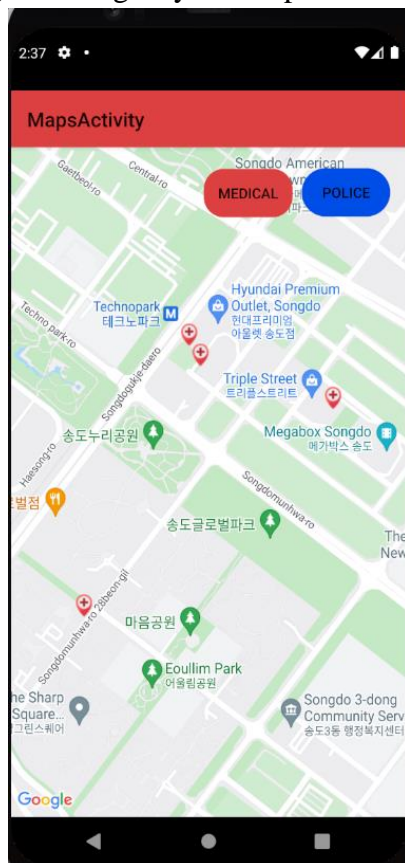 2:37
MapsActivity
Gaetbeol-ro
Central-ro
Songdo American
MEDICAL
POLICE
Hyundai Premium
Outlet, Songdo
현대프리미엄
아울렛 송도점
Technopark
테크노파크
Techno park-ro
Songdogukje-daero
Triple Street
트리플스트리트
Megabox Songdo
메가박스 송도
송도누리공원
Haesong-ro
Songdomunhwa-ro
벌점
송도글로벌파크
The
New
Songdomunhwa-ro 28beon-gil
마음공원
Eoullim Park
어울림공원
he Sharp
Square...
그린스퀘어
Songdo 3-dong
Community Serv
송도3동 행정복지센터
Google